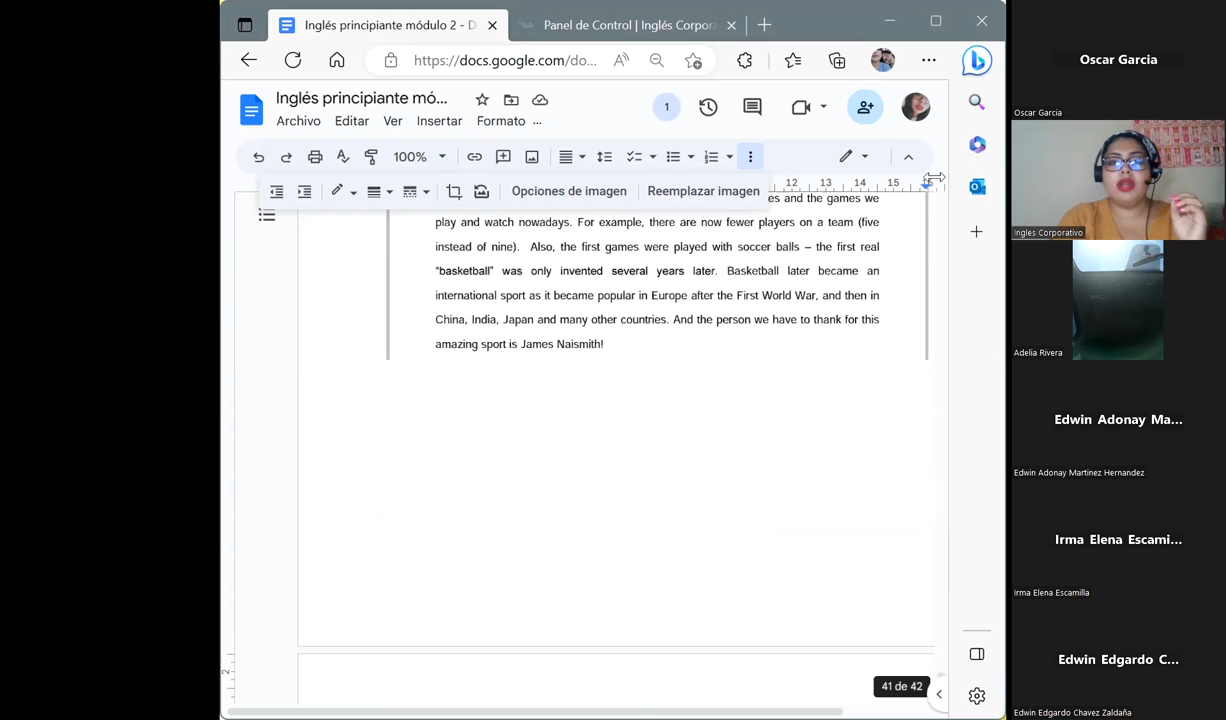 Inglés principiante módulo 2 - D
Panel de Control | Inglés Corpora
https://docs.google.com/do...
Inglés principiante mó...
1
Archivo Editar Ver Insertar Formato ...
100%
Opciones de imagen Reemplazar imagen
12 13 14 15
es and the games we
play and watch nowadays. For example, there are now fewer players on a team (five
instead of nine). Also, the first games were played with soccer balls – the first real
“basketball” was only invented several years later. Basketball later became an
international sport as it became popular in Europe after the First World War, and then in
China, India, Japan and many other countries. And the person we have to thank for this
amazing sport is James Naismith!
2
41 de 42
Oscar Garcia
Oscar Garcia
Ingles Corporativo
Adelia Rivera
Edwin Adonay Ma...
Edwin Adonay Martinez Hernandez
Irma Elena Escami...
Irma Elena Escamilla
Edwin Edgardo C...
Edwin Edgardo Chavez Zaldaña